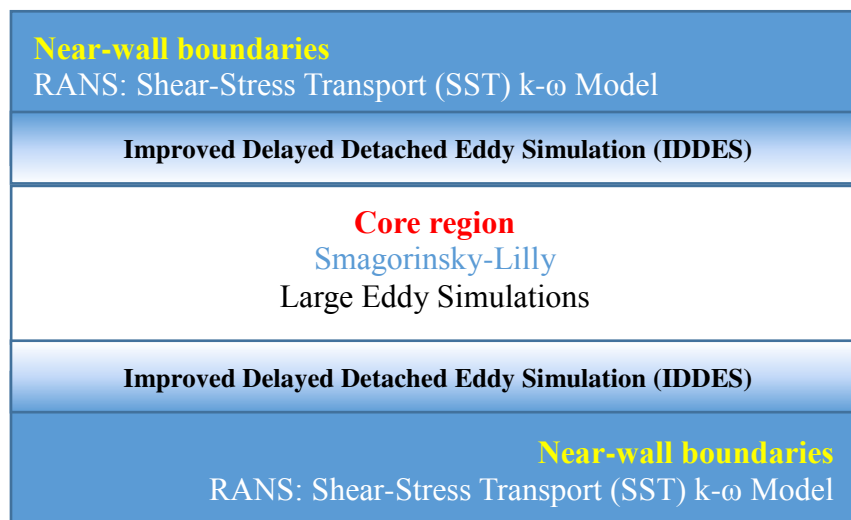 Near-wall boundaries
RANS: Shear-Stress Transport (SST) k-ω Model
Improved Delayed Detached Eddy Simulation (IDDES)
Core region
Smagorinsky-Lilly
Large Eddy Simulations
Improved Delayed Detached Eddy Simulation (IDDES)
Near-wall boundaries
RANS: Shear-Stress Transport (SST) k-ω Model